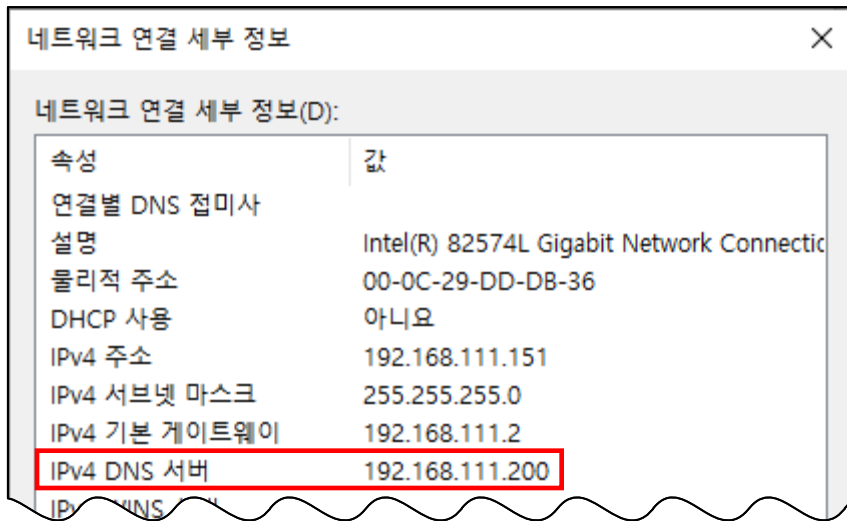 네트워크 연결 세부 정보
네트워크 연결 세부 정보(D):
속성 값
연결별 DNS 접미사
설명 Intel(R) 82574L Gigabit Network Connectic
물리적 주소 00-0C-29-DD-DB-36
DHCP 사용 아니요
IPv4 주소 192.168.111.151
IPv4 서브넷 마스크 255.255.255.0
IPv4 기본 게이트웨이 192.168.111.2
IPv4 DNS 서버 192.168.111.200